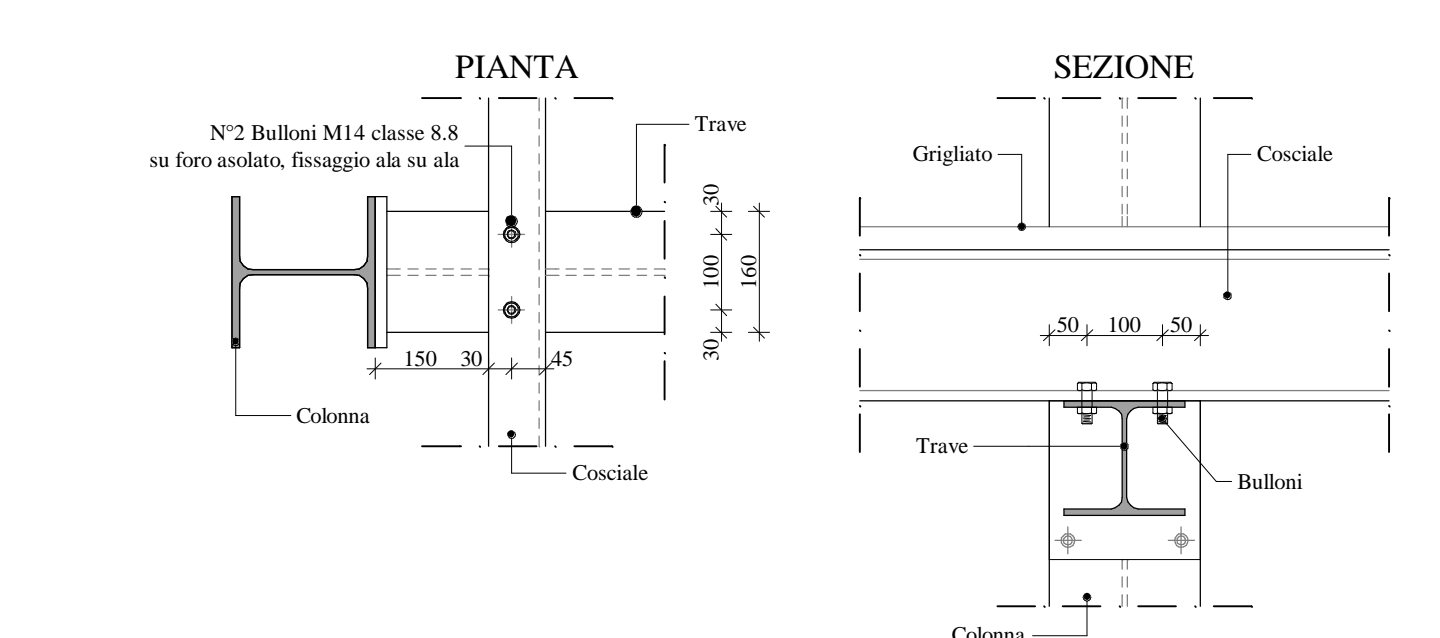 PIANTA
N°2 Bulloni M14 classe 8.8
su foro asolato, fissaggio ala su ala
Trave
30
100
160
30
150
30
45
Colonna
Cosciale
SEZIONE
Grigliato
Cosciale
50
100
50
Trave
Bulloni
Colonna